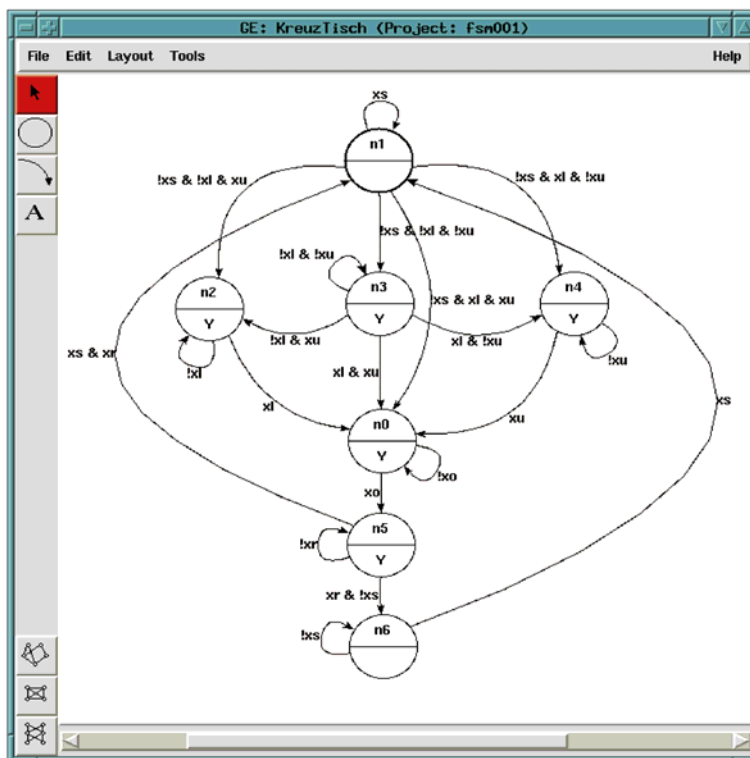 GE: KreuzTisch (Project: fsm001)
File Edit Layout Tools Help
xs
n1
!xs & !xl & xu
!xs & xl & !xu
!xs & !xl & !xu
!xl & !xu
n2
n3
n4
!xs & xl & xu
Y
Y
Y
!xl & xu
xl & !xu
xs & xr
!xl
xl & xu
!xu
xl
xs
xu
n0
Y
!xo
xo
n5
!xr
Y
xr & !xs
!xs
n6
A